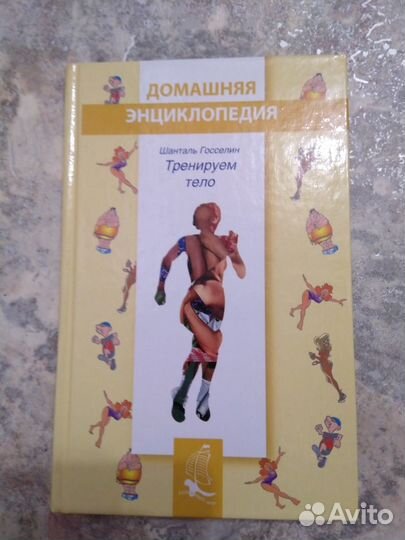 ДОМАШНЯЯ
ЭНЦИКЛОПЕДИЯ
Шанталь Госселин
Тренируем
тело
Avito